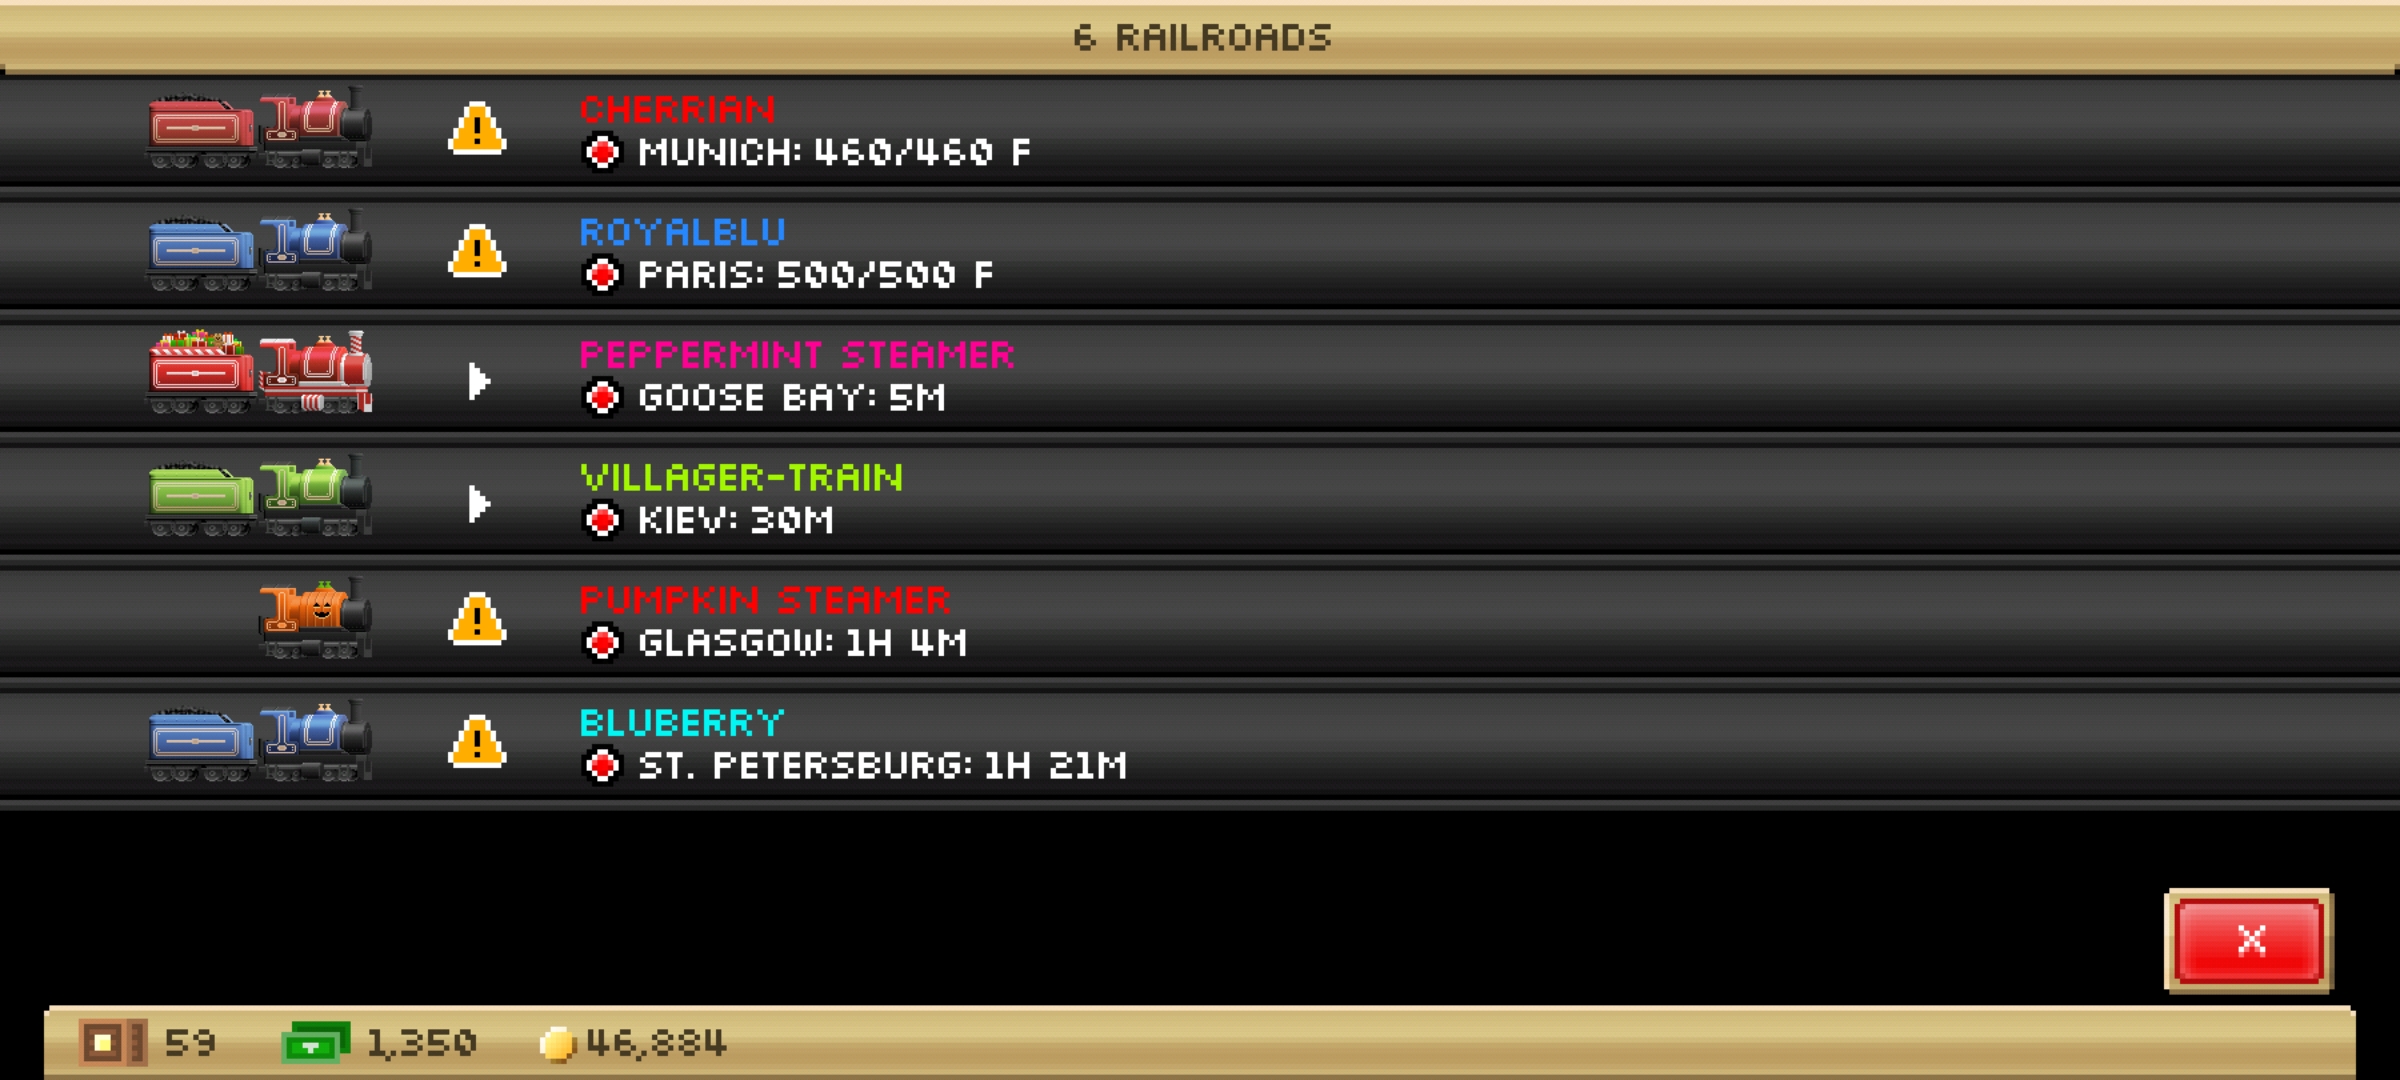 6 RAILROADS
CHERRIAN
MUNICH: 460/460 F
ROYALBLU
PARIS: 500/500 F
PEPPERMINT STEAMER
GOOSE BAY: 5M
VILLAGER-TRAIN
KIEV: 30M
PUMPKIN STEAMER
GLASGOW: 1H 4M
BLUBERRY
ST. PETERSBURG: 1H 21M
X
59 1,350 46,884